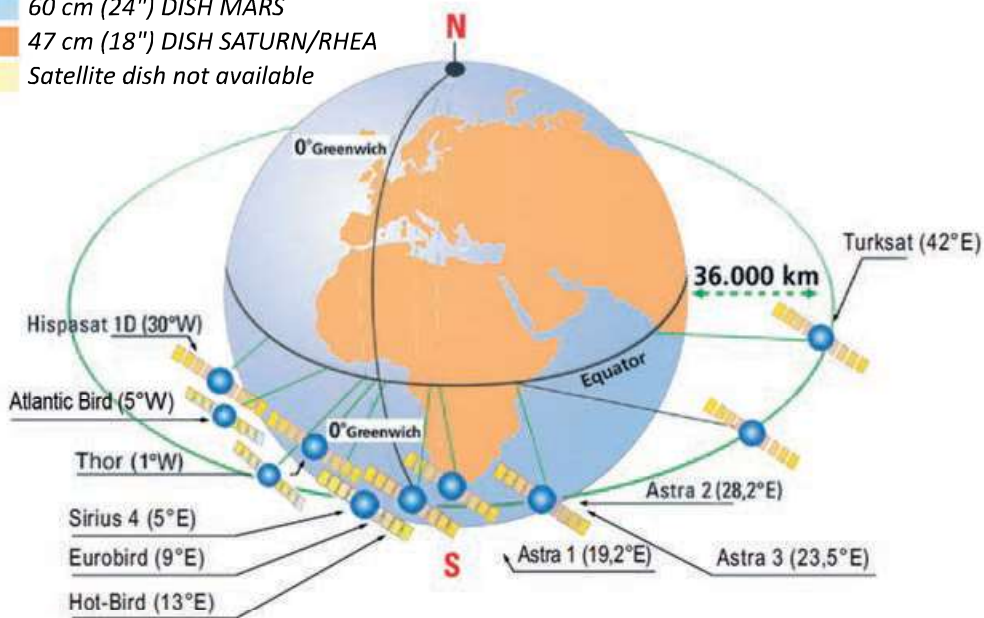 60 cm (24") DISH MARS
47 cm (18") DISH SATURN/RHEA
Satellite dish not available
N
0°Greenwich
Turksat (42°E)
36.000 km
Hispasat 1D (30°W)
Equator
Atlantic Bird (5°W)
0°Greenwich
Thor (1°W)
Astra 2 (28,2°E)
Sirius 4 (5°E)
Eurobird (9°E)
S
Astra 1 (19,2°E)
Astra 3 (23,5°E)
Hot-Bird (13°E)